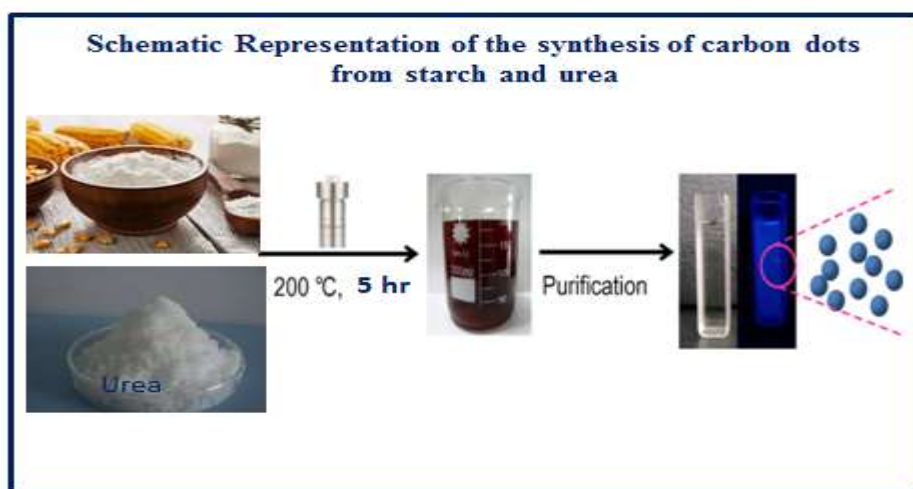 Schematic Representation of the synthesis of carbon dots
from starch and urea
200 ℃, 5 hr
Purification
Urea